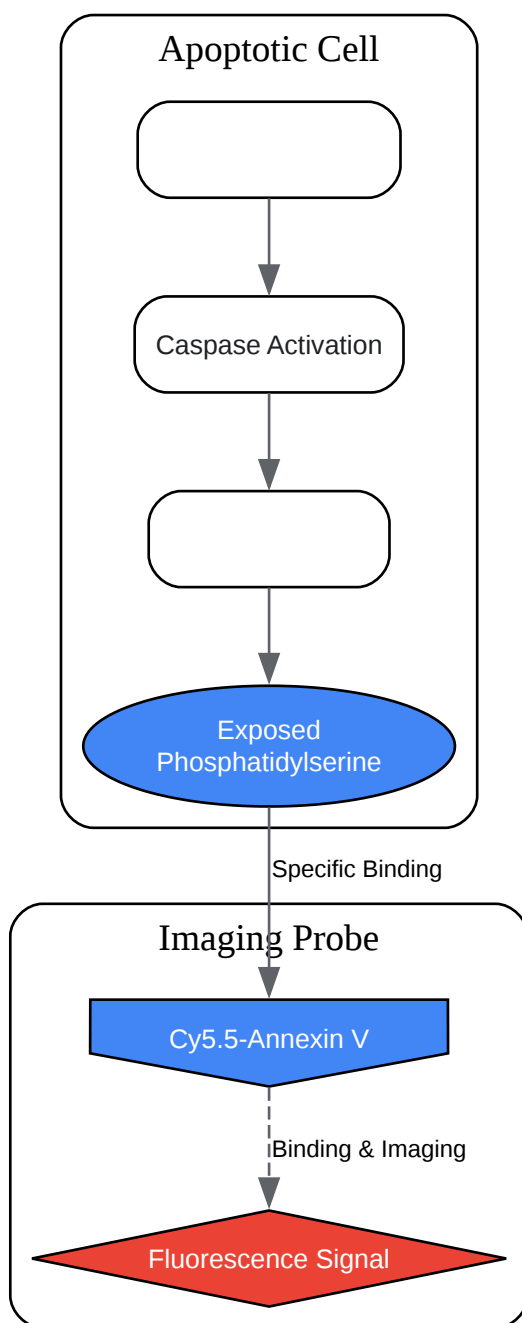 Apoptotic Cell
Caspase Activation
Exposed
Phosphatidylserine
Specific Binding
Imaging Probe
Cy5.5-Annexin V
Binding & Imaging
Fluorescence Signal